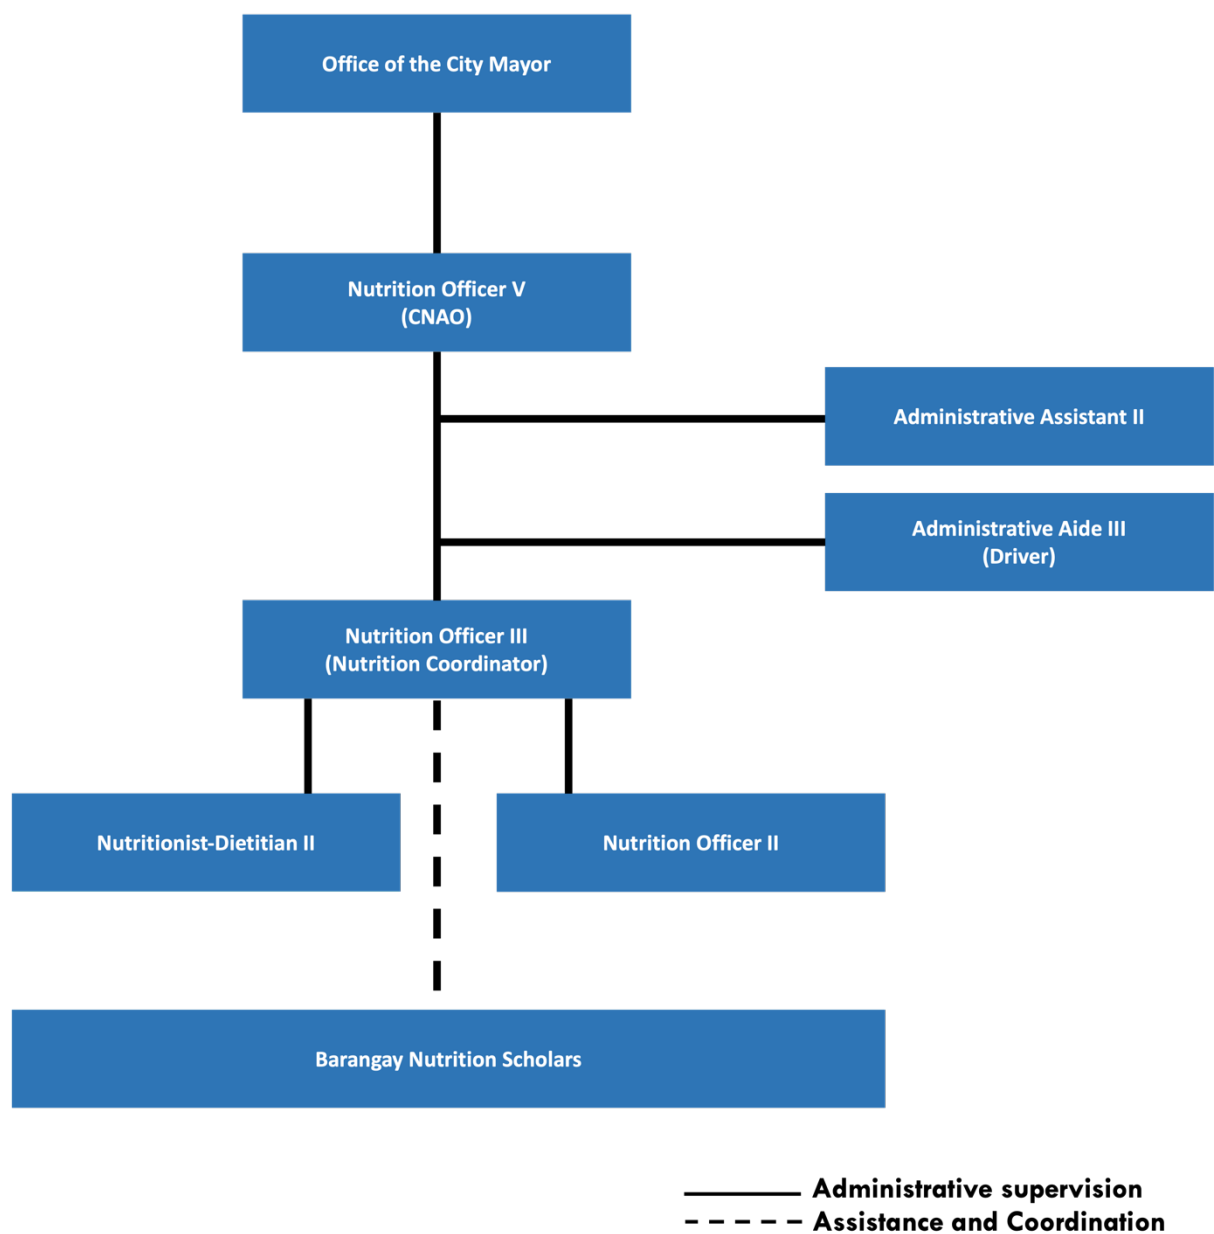 Office of the City Mayor
Nutrition Officer V
(CNAO)
Administrative Assistant II
Administrative Aide III
(Driver)
Nutrition Officer III
(Nutrition Coordinator)
Nutritionist-Dietitian II
Nutrition Officer II
Barangay Nutrition Scholars
Administrative supervision
Assistance and Coordination